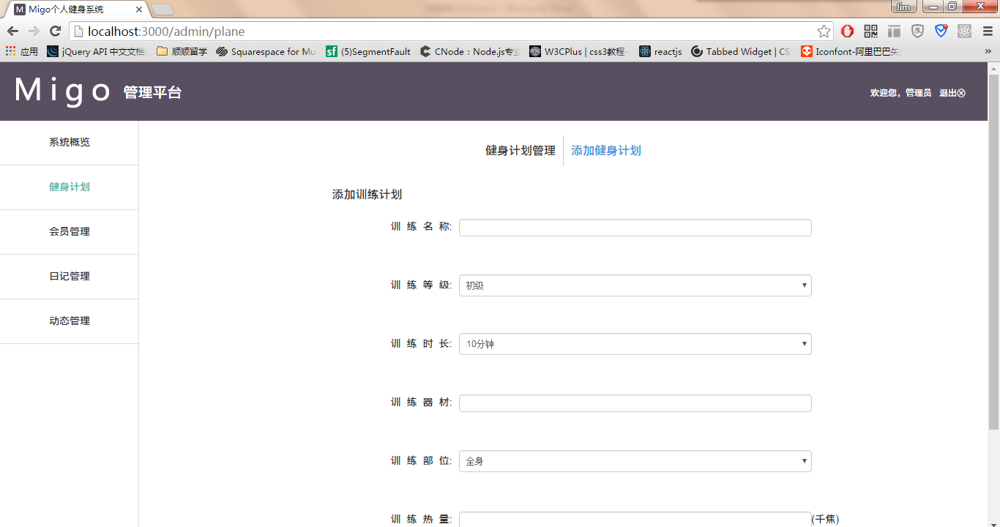 Migo个人健身系统
Jim
localhost:3000/admin/plane
应用 jQuery API 中文文档 顺顺留学 Squarespace for Mu (5)SegmentFault CNode：Node.js专业 W3CPlus | css3教程- reactjs Tabbed Widget | CS Iconfont-阿里巴巴矢 »
Migo 管理平台 欢迎您，管理员 退出
系统概览
健身计划
会员管理
日记管理
动态管理
健身计划管理 添加健身计划
添加训练计划
训 练 名 称:
训 练 等 级: 初级
训 练 时 长: 10分钟
训 练 器 材:
训 练 部 位: 全身
训 练 热 量: (千焦)